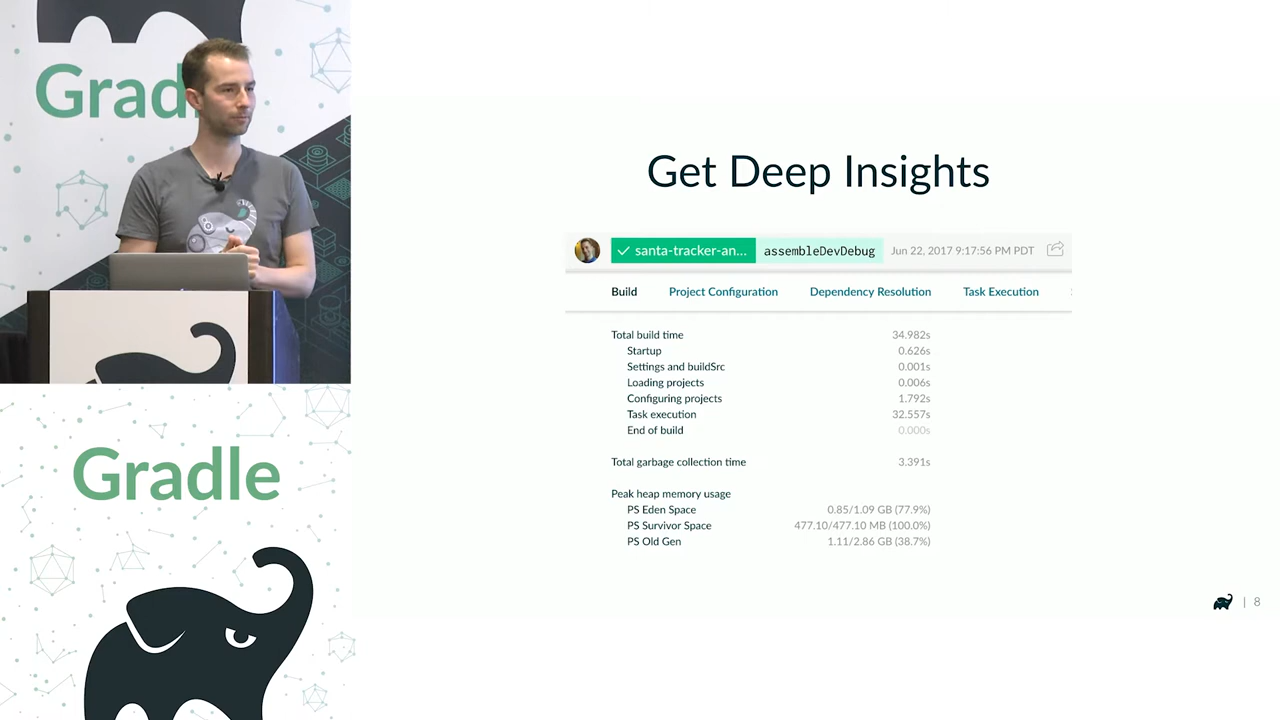 Gradle
Gradle
Get Deep Insights
santa-tracker-an... assembleDevDebug Jun 22, 2017 9:17:56 PM PDT
Build Project Configuration Dependency Resolution Task Execution
Total build time 34.982s
Startup 0.626s
Settings and buildSrc 0.001s
Loading projects 0.006s
Configuring projects 1.792s
Task execution 32.557s
End of build 0.000s
Total garbage collection time 3.391s
Peak heap memory usage
PS Eden Space 0.85/1.09 GB (77.9%)
PS Survivor Space 477.10/477.10 MB (100.0%)
PS Old Gen 1.11/2.86 GB (38.7%)
| 8